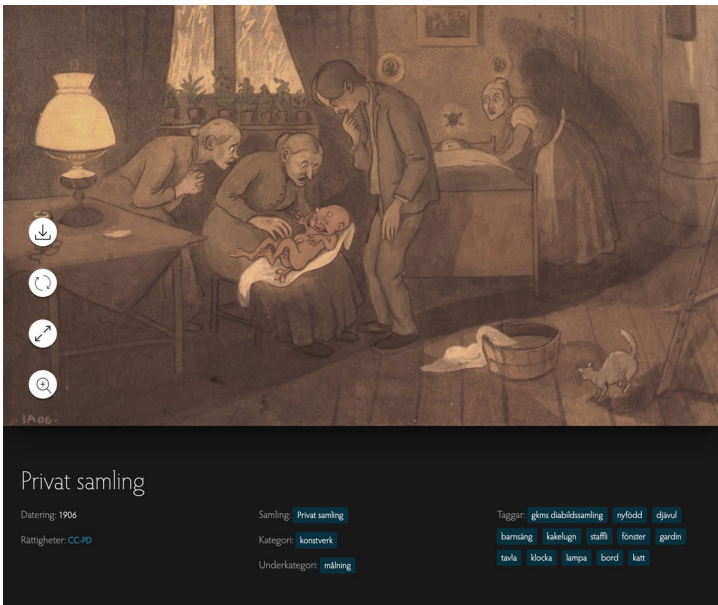 IA06.
Privat samling
Datering: 1906
Rättigheter: CC-PD
Samling: Privat samling
Kategori: konstverk
Underkategori: målning
Taggar: gkms diabildssamling nyfödd djävul
barnsäng kakelugn staffli fönster gardin
tavla klocka lampa bord katt